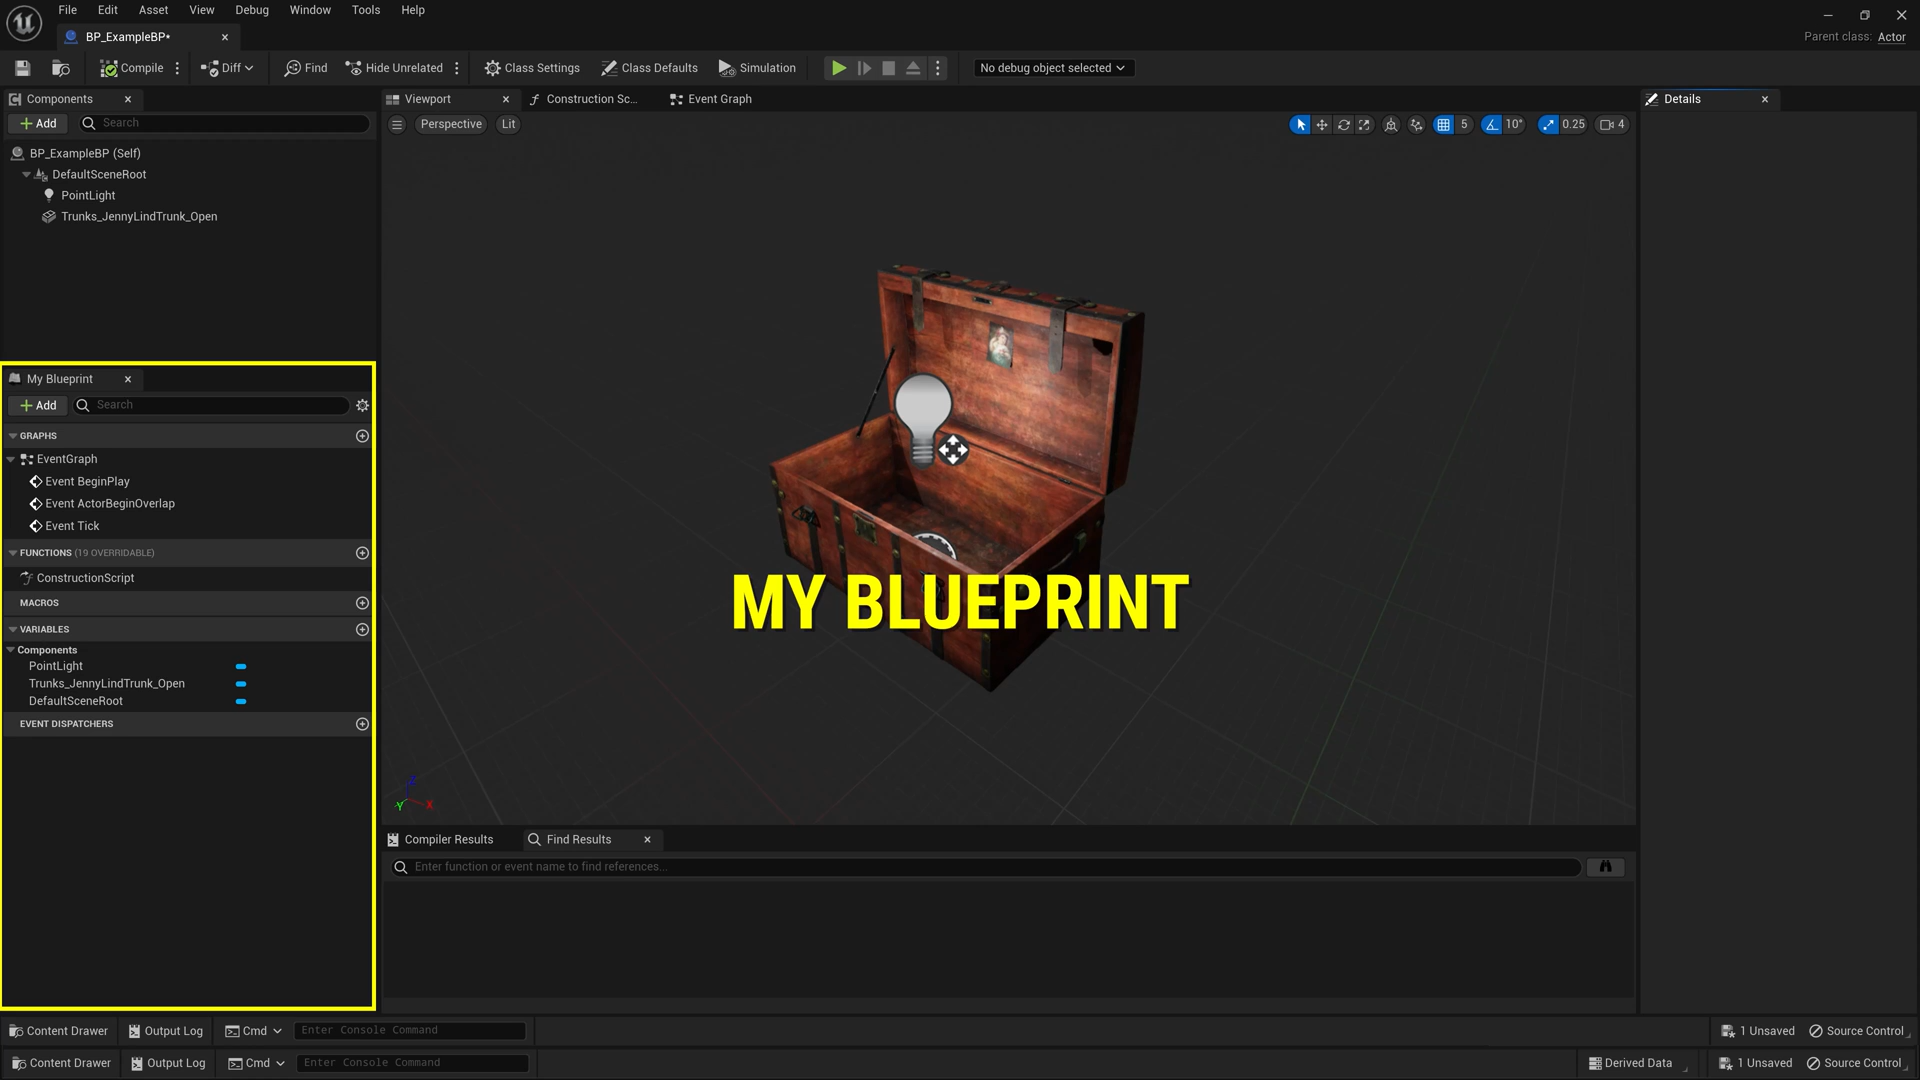 File Edit Asset View Debug Window Tools Help
BP_ExampleBP*
Parent class: Actor
Compile Diff Find Hide Unrelated Class Settings Class Defaults Simulation No debug object selected
Components
Add Search
BP_ExampleBP (Self)
DefaultSceneRoot
PointLight
Trunks_JennyLindTrunk_Open
My Blueprint
Add Search
GRAPHS
EventGraph
Event BeginPlay
Event ActorBeginOverlap
Event Tick
FUNCTIONS (19 OVERRIDABLE)
ConstructionScript
MACROS
VARIABLES
Components
PointLight
Trunks_JennyLindTrunk_Open
DefaultSceneRoot
EVENT DISPATCHERS
Viewport Construction Sc... Event Graph
Perspective Lit 5 10° 0.25 4
MY BLUEPRINT
Z
Y X
Compiler Results Find Results
Enter function or event name to find references...
Details
Content Drawer Output Log Cmd Enter Console Command 1 Unsaved Source Control
Content Drawer Output Log Cmd Enter Console Command Derived Data 1 Unsaved Source Control